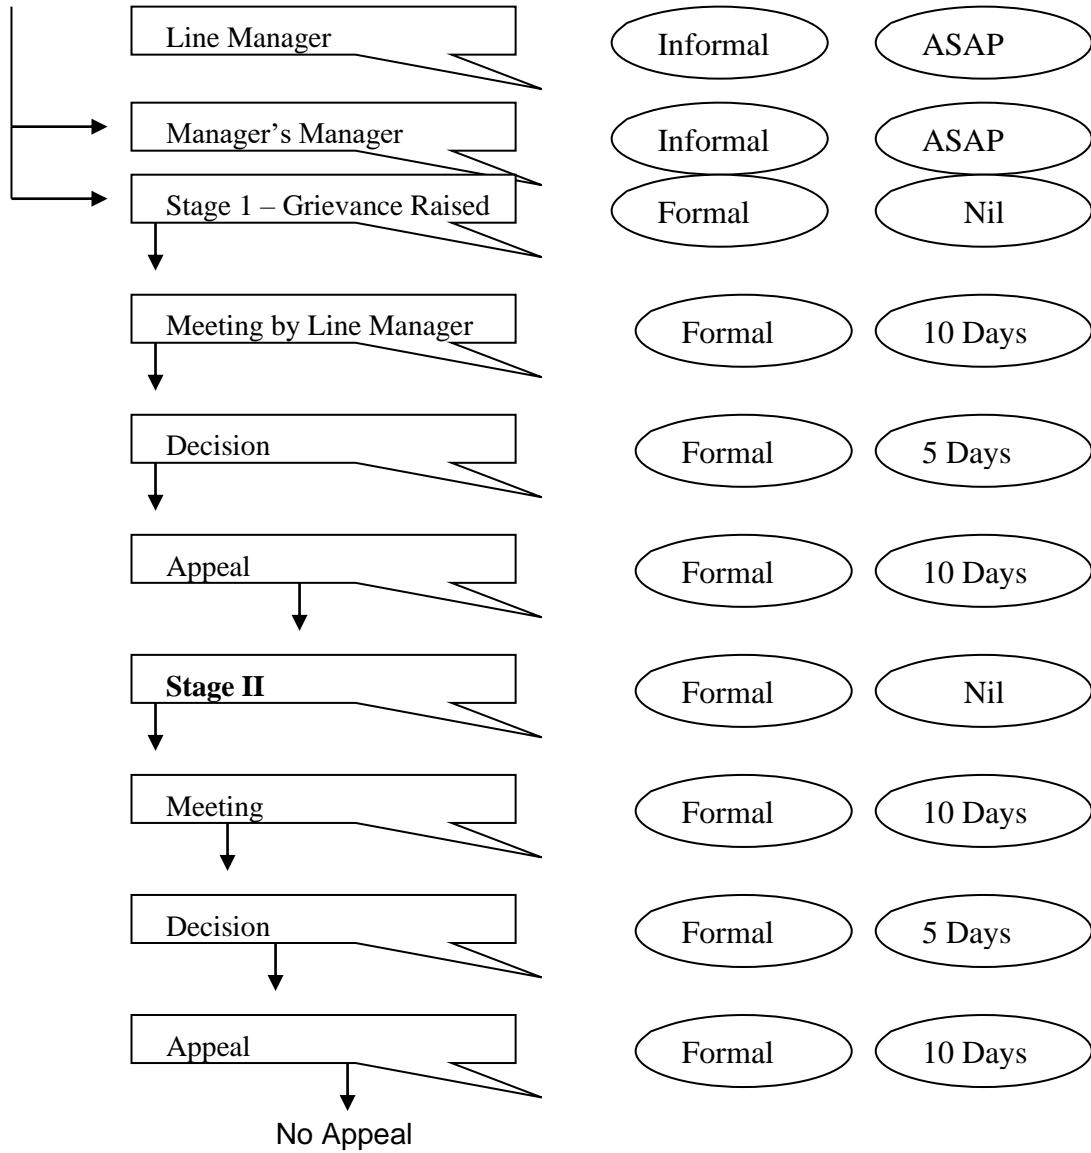 Line Manager Informal ASAP
Manager’s Manager Informal ASAP
Stage 1 – Grievance Raised Formal Nil
Meeting by Line Manager Formal 10 Days
Decision Formal 5 Days
Appeal Formal 10 Days
Stage II Formal Nil
Meeting Formal 10 Days
Decision Formal 5 Days
Appeal Formal 10 Days
No Appeal